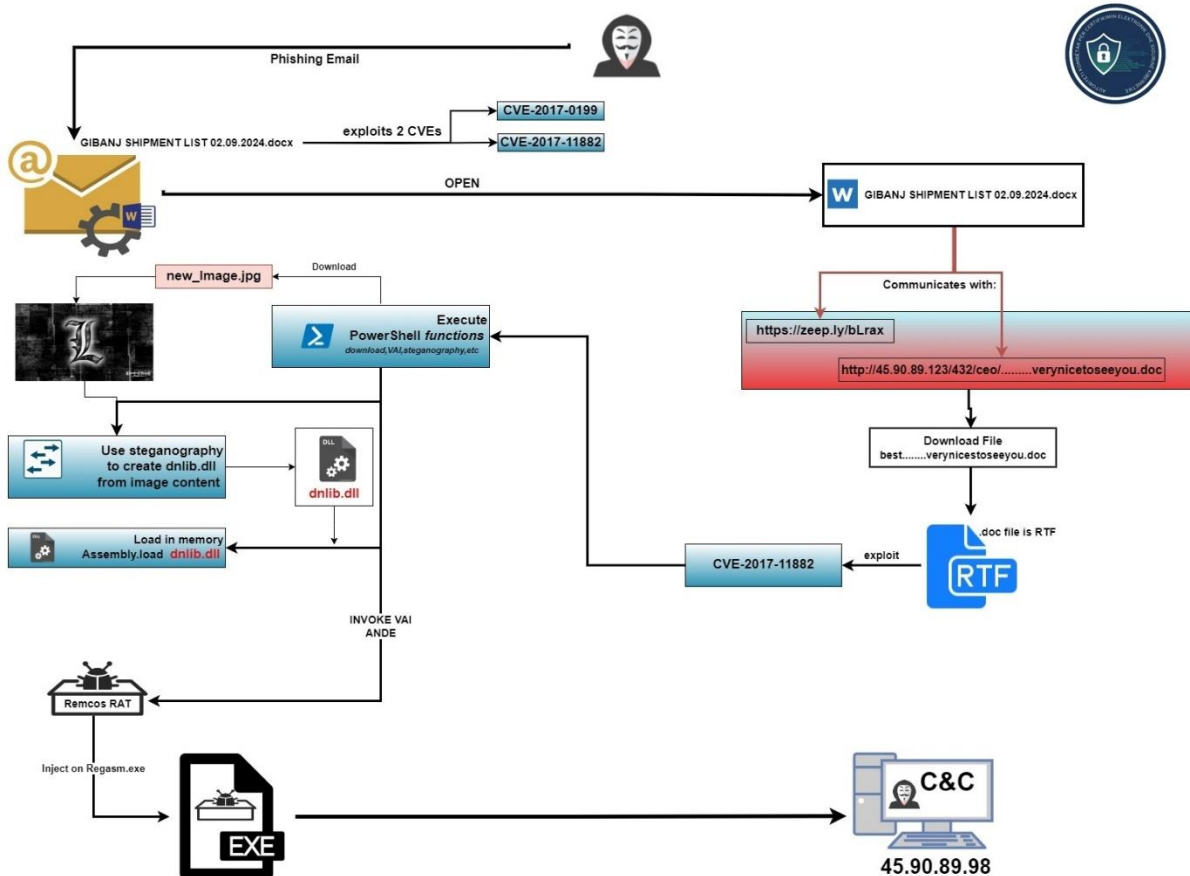 Phishing Email
CVE-2017-0199
exploits 2 CVEs
GIBANJ SHIPMENT LIST 02.09.2024.docx
CVE-2017-11882
@
W
OPEN
W
GIBANJ SHIPMENT LIST 02.09.2024.docx
new_Image.jpg
Download
Communicates with:
L
Execute
PowerShell functions
download,VAI,steganography,etc
https://zeep.ly/bLrax
http://45.90.89.123/432/ceo/.........verynicetoseeyou.doc
Use steganography
to create dnlib.dll
from image content
DLL
dnlib.dll
Download File
best........verynicestoseeyou.doc
Load in memory
Assembly.load dnlib.dll
.doc file is RTF
CVE-2017-11882
exploit
RTF
INVOKE VAI
ANDE
Remcos RAT
Inject on Regasm.exe
EXE
C&C
45.90.89.98